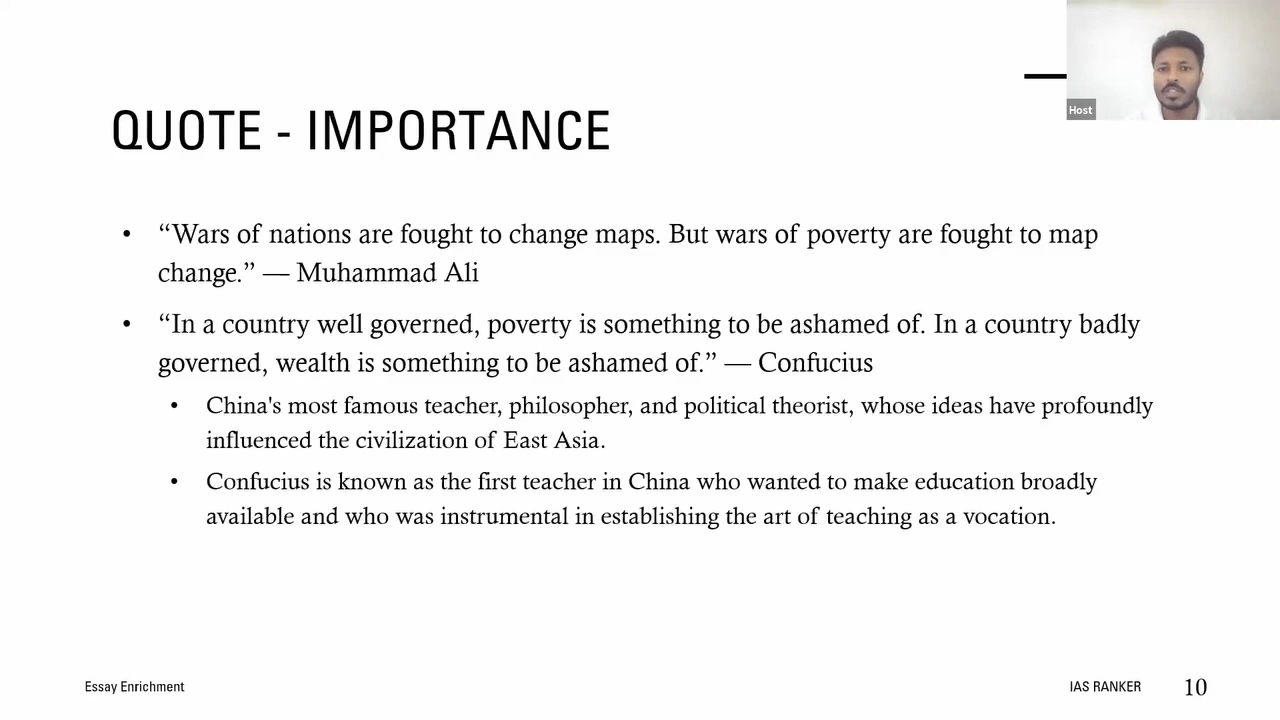 Host
QUOTE - IMPORTANCE
• “Wars of nations are fought to change maps. But wars of poverty are fought to map
change.” — Muhammad Ali
• “In a country well governed, poverty is something to be ashamed of. In a country badly
governed, wealth is something to be ashamed of.” — Confucius
• China's most famous teacher, philosopher, and political theorist, whose ideas have profoundly
influenced the civilization of East Asia.
• Confucius is known as the first teacher in China who wanted to make education broadly
available and who was instrumental in establishing the art of teaching as a vocation.
Essay Enrichment
IAS RANKER 10